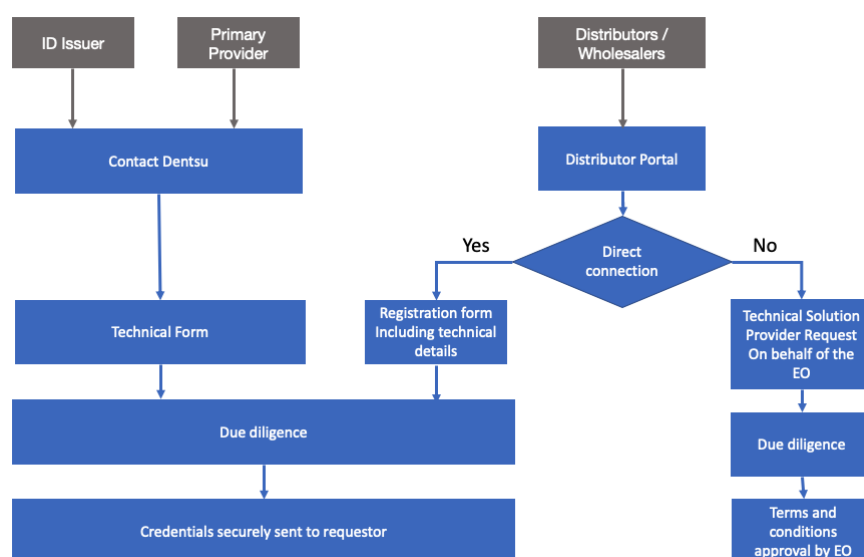 ID Issuer
Primary
Provider
Distributors /
Wholesalers
Contact Dentsu
Distributor Portal
Yes
Direct
connection
No
Registration form
Including technical
details
Technical Solution
Provider Request
On behalf of the
EO
Technical Form
Due diligence
Due diligence
Credentials securely sent to requestor
Terms and
conditions
approval by EO